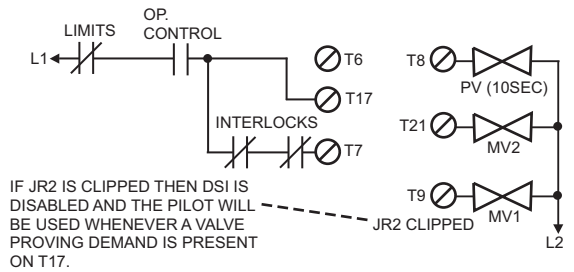 OP.
LIMITS CONTROL
L1
T6
T8
PV (10SEC)
T17
INTERLOCKS
T21
MV2
T7
IF JR2 IS CLIPPED THEN DSI IS
DISABLED AND THE PILOT WILL
BE USED WHENEVER A VALVE
PROVING DEMAND IS PRESENT
ON T17.
T9
JR2 CLIPPED
MV1
L2